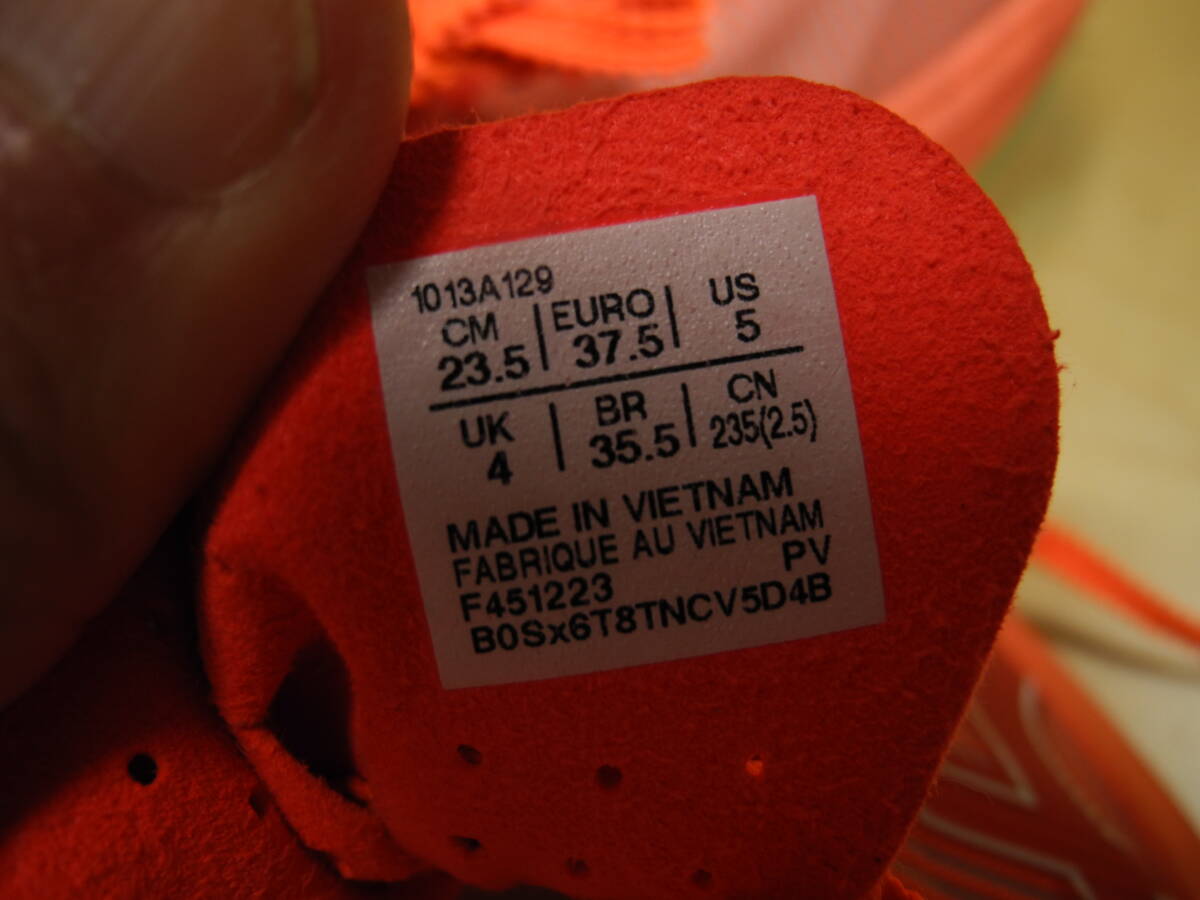 1013A129
CM | EURO | US
23.5 | 37.5 | 5
UK | BR | CN
4 | 35.5 | 235(2.5)
MADE IN VIETNAM
FABRIQUE AU VIETNAM
PV
F451223
B0Sx6T8TNCV5D4B